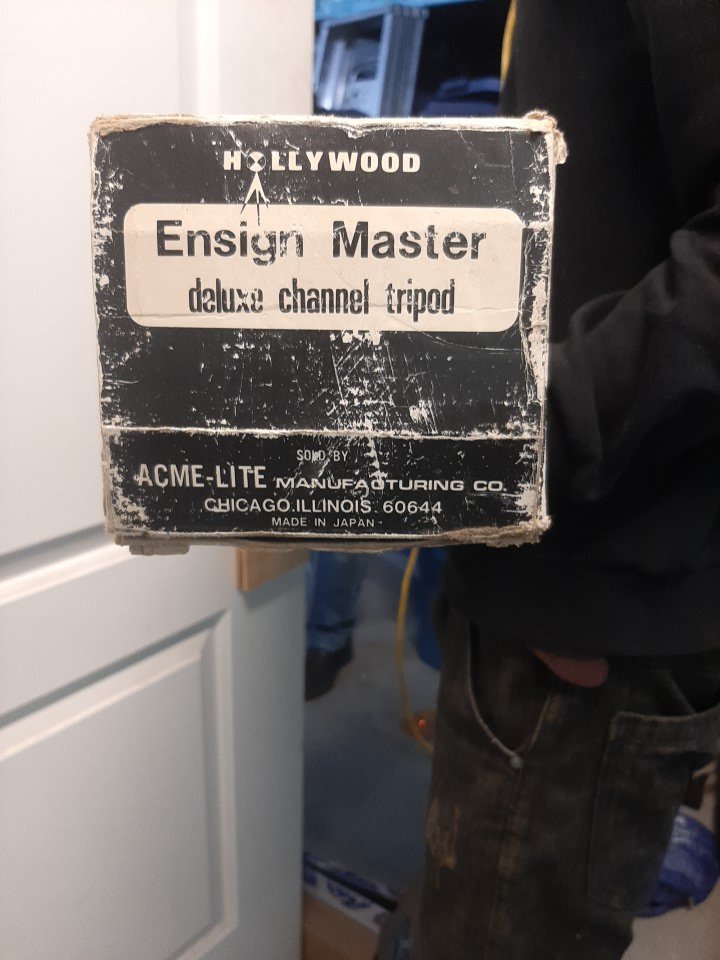 HOLLYWOOD
Ensign Master
deluxe channel tripod
SOLD BY
ACME-LITE MANUFACTURING CO.
CHICAGO.ILLINOIS. 60644
MADE IN JAPAN